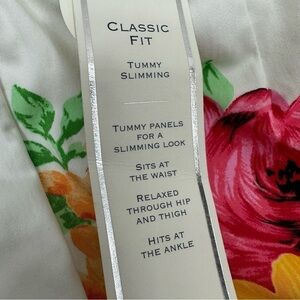 CLASSIC
FIT
TUMMY
SLIMMING
TUMMY PANELS
FOR A
SLIMMING LOOK
SITS AT
THE WAIST
RELAXED
THROUGH HIP
AND THIGH
HITS AT
THE ANKLE